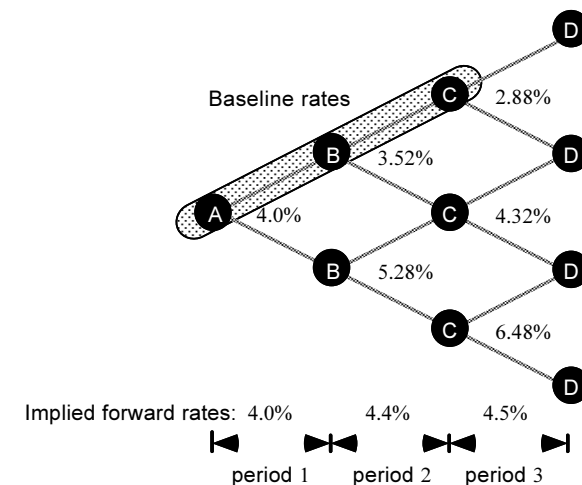 D
C
2.88%
Baseline rates
B
3.52%
D
A
4.0%
C
4.32%
B
5.28%
D
C
6.48%
D
Implied forward rates: 4.0% 4.4% 4.5%
period 1 period 2 period 3